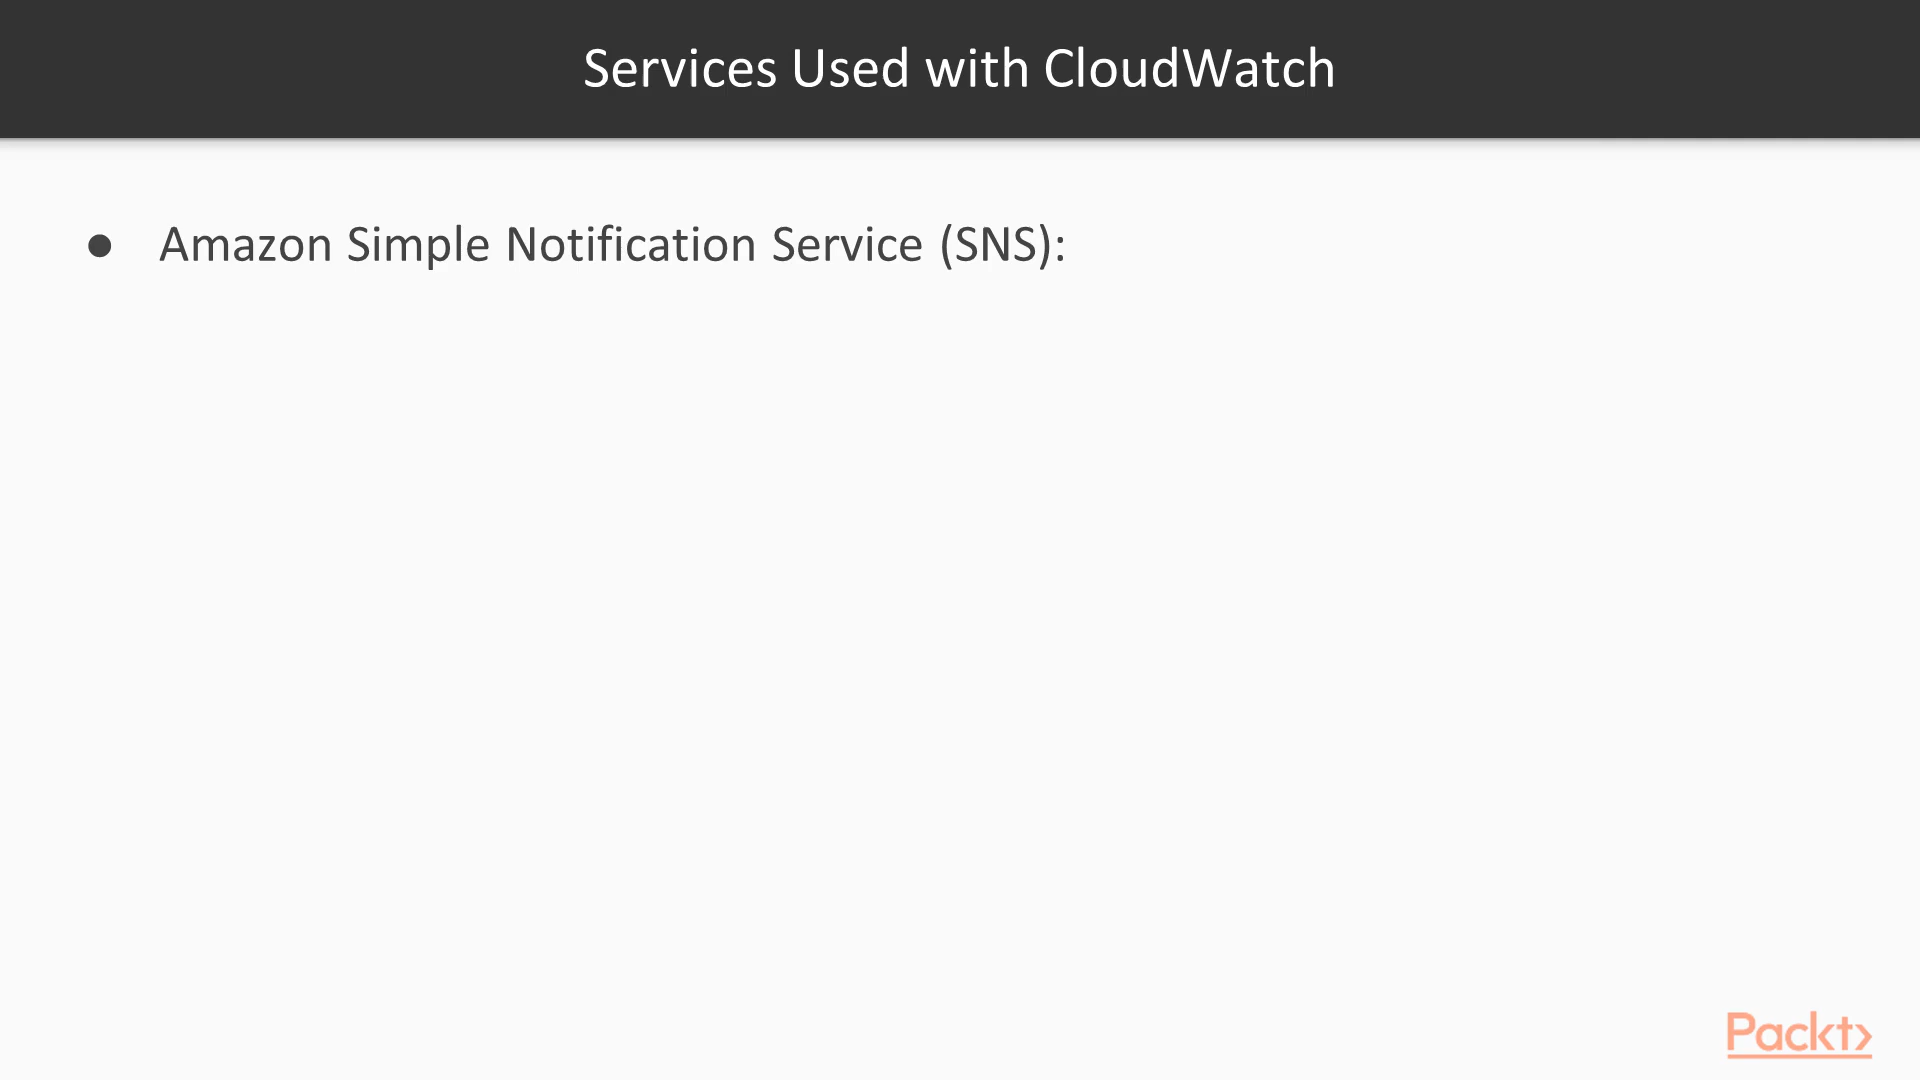 Services Used with CloudWatch
● Amazon Simple Notification Service (SNS):
Packt>